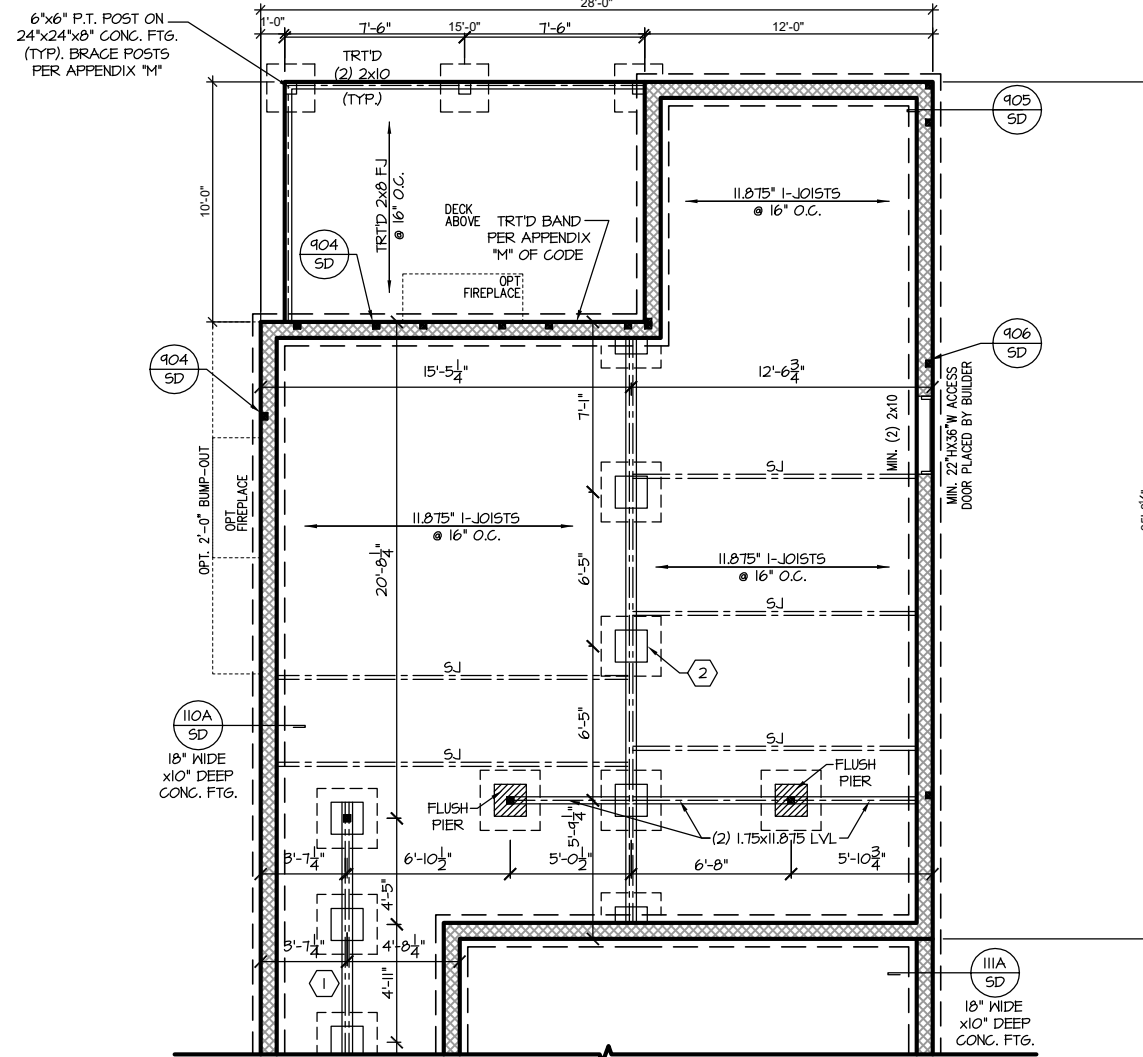 28'-0"
6"x6" P.T. POST ON
24"x24"x8" CONC. FTG.
(TYP). BRACE POSTS
PER APPENDIX "M"
1'-0"
7'-6"
15'-0"
7'-6"
12'-0"
TRT'D
(2) 2x10
(TYP.)
905
SD
10'-0"
TRT'D 2x8 FJ
@ 16" O.C.
11.875" I-JOISTS
@ 16" O.C.
DECK
ABOVE
TRT'D BAND
PER APPENDIX
"M" OF CODE
904
SD
OPT
FIREPLACE
904
SD
906
SD
15'-5 1/4"
12'-6 3/4"
7'-1"
MIN. (2) 2x10
MIN. 22"HX36"W ACCESS
DOOR PLACED BY BUILDER
SJ
OPT. 2'-0" BUMP-OUT
OPT
FIREPLACE
11.875" I-JOISTS
@ 16" O.C.
20'-8 1/4"
6'-5"
11.875" I-JOISTS
@ 16" O.C.
SJ
SJ
2
110A
SD
18" WIDE
x10" DEEP
CONC. FTG.
6'-5"
SJ
SJ
FLUSH
PIER
FLUSH
PIER
5'-9 1/4"
(2) 1.75x11.875 LVL
3'-7 1/4"
6'-10 1/2"
5'-0 1/2"
6'-8"
5'-10 3/4"
4'-5"
3'-7 1/4"
4'-8 1/4"
1
4'-11"
111A
SD
18" WIDE
x10" DEEP
CONC. FTG.